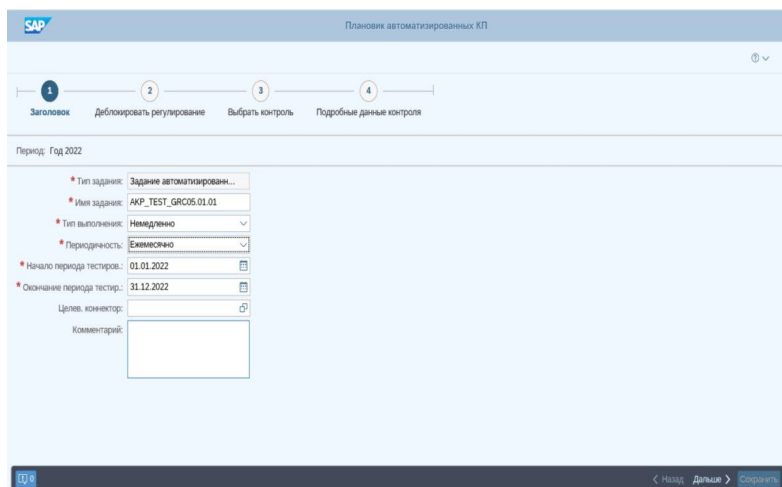 SAP
Плановик автоматизированных КП
1 2 3 4
Заголовок Деблокировать регулирование Выбрать контроль Подробные данные контроля
Период: Год 2022
* Тип задания: Задание автоматизированн...
* Имя задания: AKP_TEST_GRC05.01.01
* Тип выполнения: Немедленно
* Периодичность: Ежемесячно
* Начало периода тестиров.: 01.01.2022
* Окончание периода тестир.: 31.12.2022
Целев. коннектор:
Комментарий:
0 Назад Дальше Сохранить